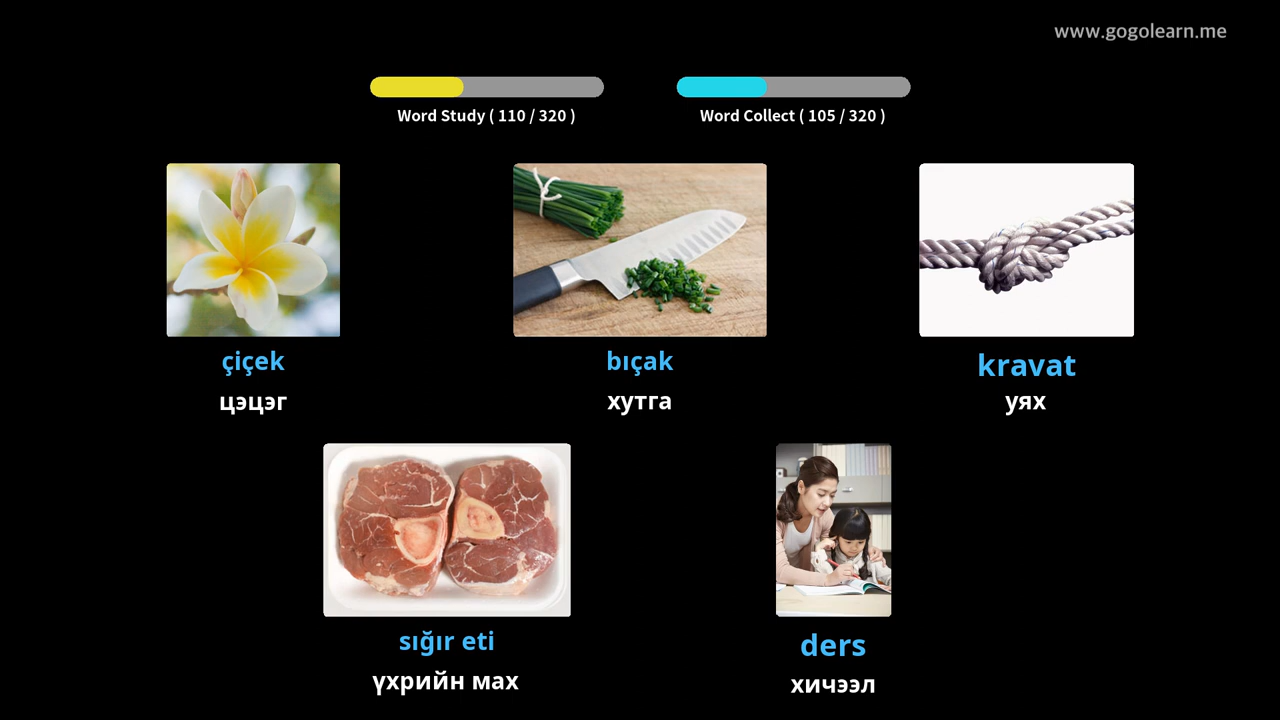 www.gogolearn.me
Word Study ( 110 / 320 )
Word Collect ( 105 / 320 )
çiçek
цэцэг
bıçak
хутга
kravat
уях
sığır eti
үхрийн мах
ders
хичээл